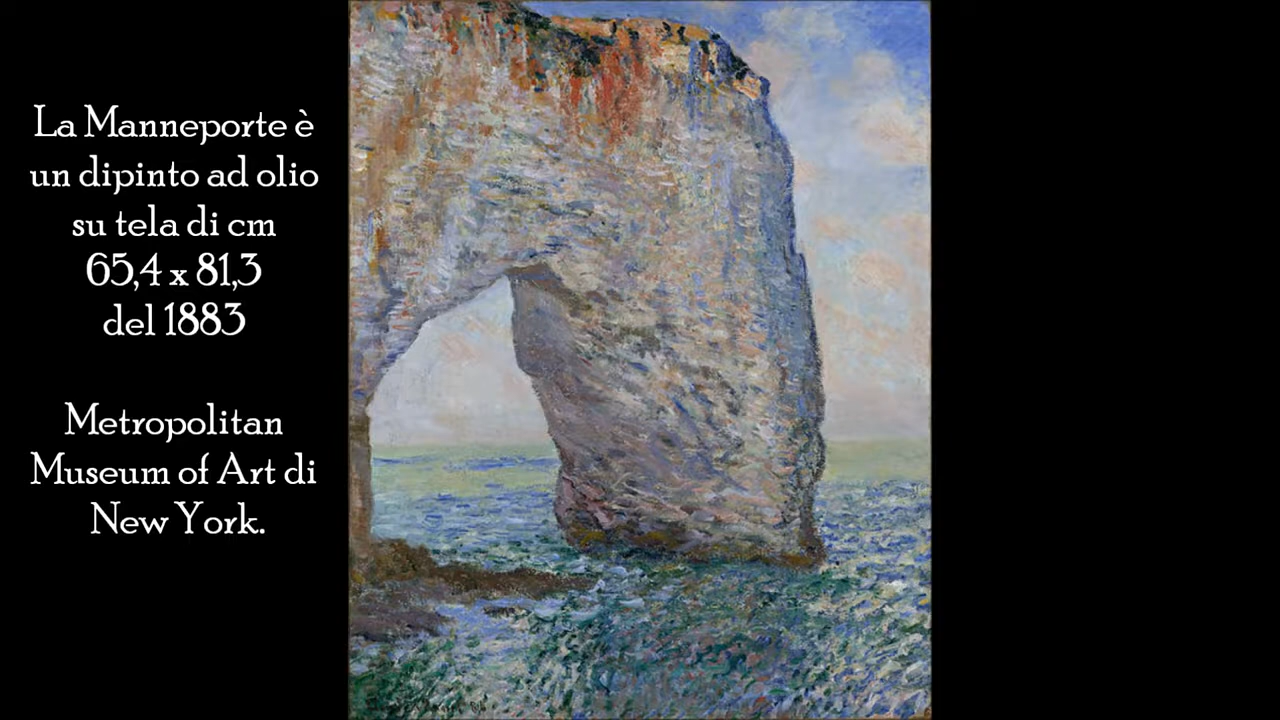 La Manneporte è
un dipinto ad olio
su tela di cm
65,4 x 81,3
del 1883
Metropolitan
Museum of Art di
New York.